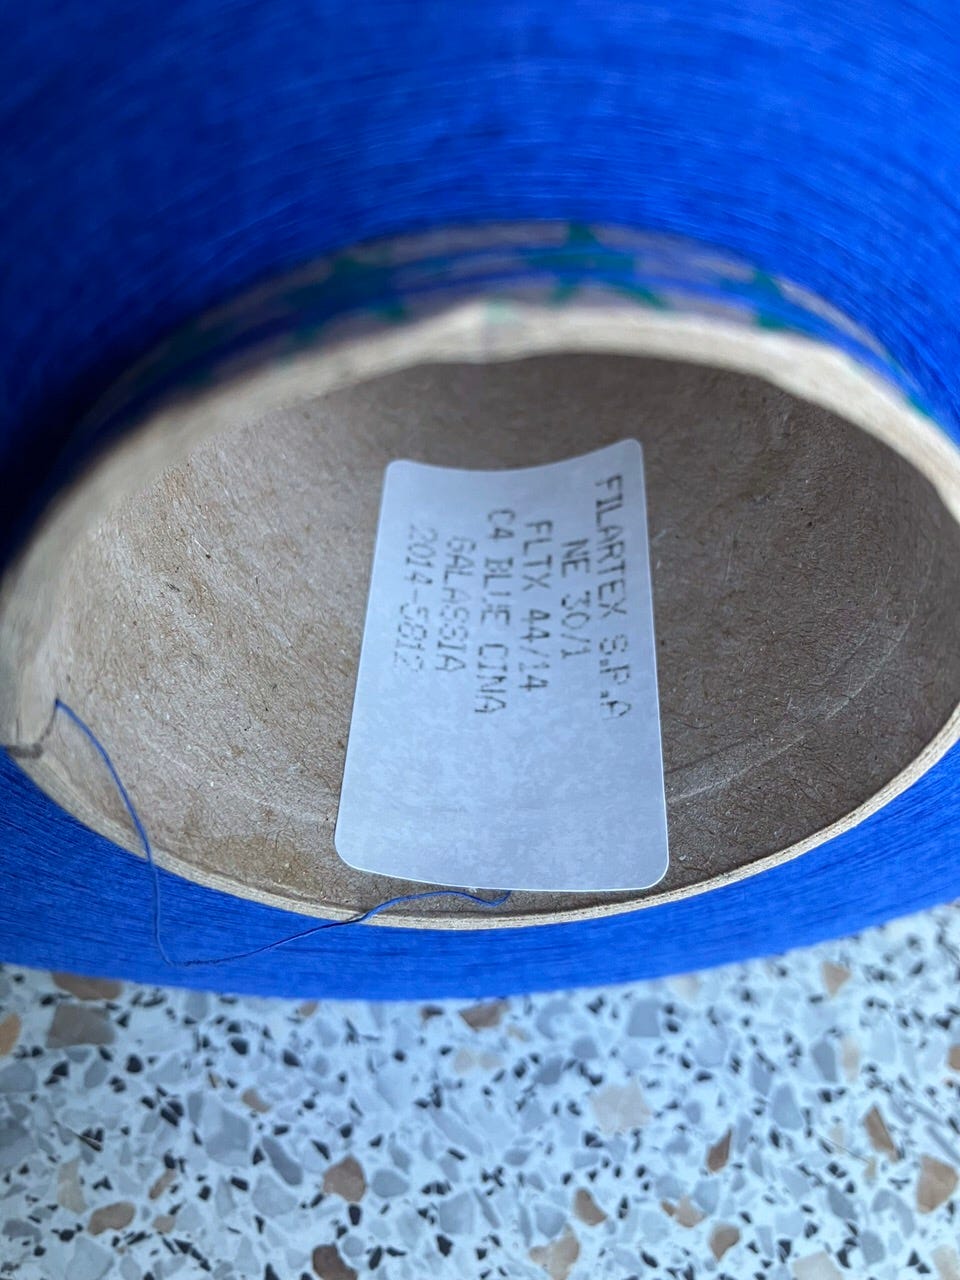 FILARTEX S.P.A
NE 30/1
FLTX 44/14
C4 BLUE CINA
GALASSIA
2014-5812